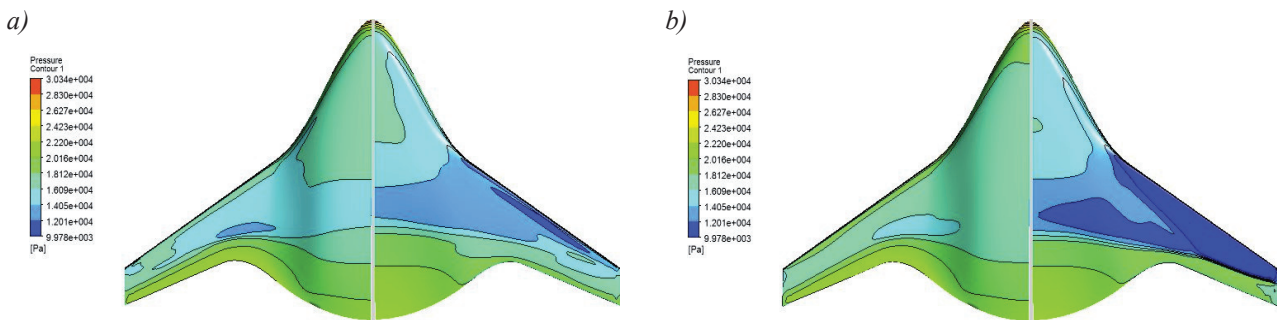 a)
Pressure
Contour 1
3.034e+004
2.830e+004
2.627e+004
2.423e+004
2.220e+004
2.016e+004
1.812e+004
1.609e+004
1.405e+004
1.201e+004
9.978e+003
[Pa]
b)
Pressure
Contour 1
3.034e+004
2.830e+004
2.627e+004
2.423e+004
2.220e+004
2.016e+004
1.812e+004
1.609e+004
1.405e+004
1.201e+004
9.978e+003
[Pa]